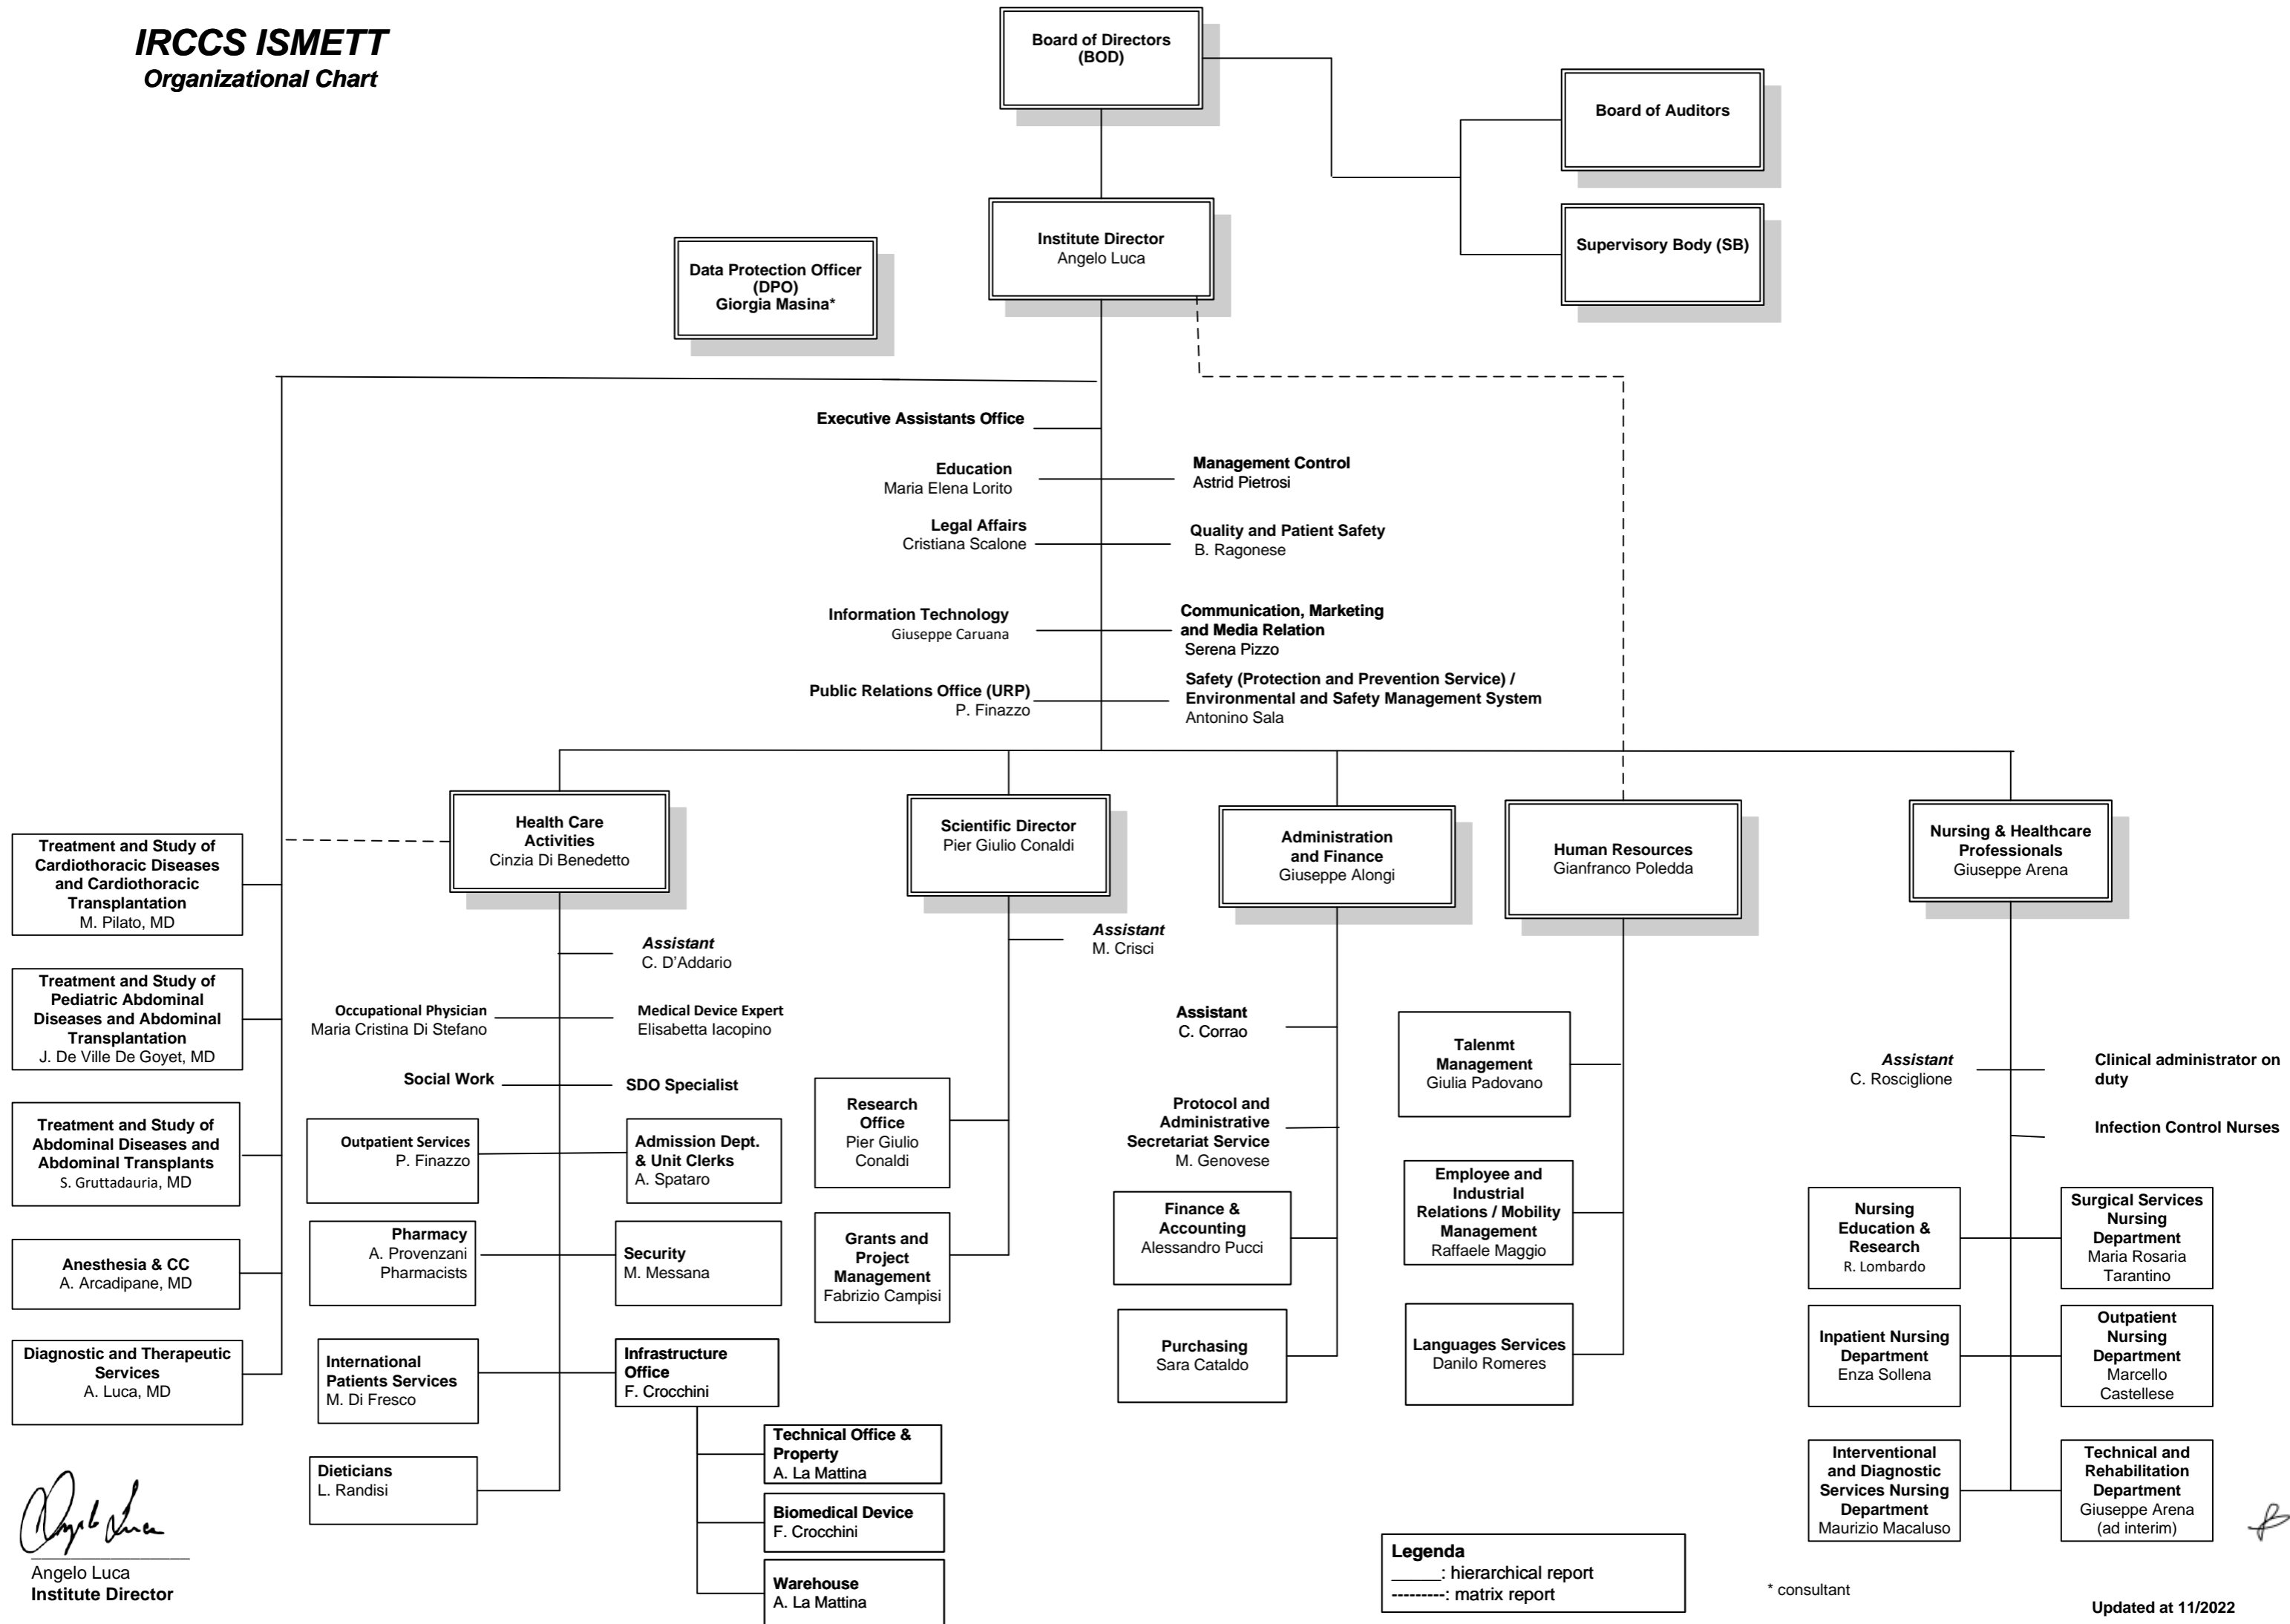 IRCCS ISMETT
Organizational Chart
Board of Directors
(BOD)
Board of Auditors
Supervisory Body (SB)
Institute Director
Angelo Luca
Data Protection Officer
(DPO)
Giorgia Masina*
Executive Assistants Office
Education
Maria Elena Lorito
Management Control
Astrid Pietrosi
Legal Affairs
Cristiana Scalone
Quality and Patient Safety
B. Ragonese
Information Technology
Giuseppe Caruana
Communication, Marketing
and Media Relation
Serena Pizzo
Public Relations Office (URP)
P. Finazzo
Safety (Protection and Prevention Service) /
Environmental and Safety Management System
Antonino Sala
Treatment and Study of
Cardiothoracic Diseases
and Cardiothoracic
Transplantation
M. Pilato, MD
Treatment and Study of
Pediatric Abdominal
Diseases and Abdominal
Transplantation
J. De Ville De Goyet, MD
Treatment and Study of
Abdominal Diseases and
Abdominal Transplants
S. Gruttadauria, MD
Anesthesia & CC
A. Arcadipane, MD
Diagnostic and Therapeutic
Services
A. Luca, MD
Health Care
Activities
Cinzia Di Benedetto
Assistant
C. D'Addario
Occupational Physician
Maria Cristina Di Stefano
Medical Device Expert
Elisabetta Iacopino
Social Work
SDO Specialist
Outpatient Services
P. Finazzo
Admission Dept.
& Unit Clerks
A. Spataro
Pharmacy
A. Provenzani
Pharmacists
Security
M. Messana
International
Patients Services
M. Di Fresco
Infrastructure
Office
F. Crocchini
Dieticians
L. Randisi
Technical Office &
Property
A. La Mattina
Biomedical Device
F. Crocchini
Warehouse
A. La Mattina
Scientific Director
Pier Giulio Conaldi
Assistant
M. Crisci
Research
Office
Pier Giulio
Conaldi
Grants and
Project
Management
Fabrizio Campisi
Administration
and Finance
Giuseppe Alongi
Assistant
C. Corrao
Protocol and
Administrative
Secretariat Service
M. Genovese
Finance &
Accounting
Alessandro Pucci
Purchasing
Sara Cataldo
Human Resources
Gianfranco Poledda
Talenmt
Management
Giulia Padovano
Employee and
Industrial
Relations / Mobility
Management
Raffaele Maggio
Languages Services
Danilo Romeres
Nursing & Healthcare
Professionals
Giuseppe Arena
Assistant
C. Rosciglione
Clinical administrator on
duty
Infection Control Nurses
Nursing
Education &
Research
R. Lombardo
Surgical Services
Nursing
Department
Maria Rosaria
Tarantino
Inpatient Nursing
Department
Enza Sollena
Outpatient
Nursing
Department
Marcello
Castellese
Interventional
and Diagnostic
Services Nursing
Department
Maurizio Macaluso
Technical and
Rehabilitation
Department
Giuseppe Arena
(ad interim)
Angelo Luca
Angelo Luca
Institute Director
Legenda
_____: hierarchical report
---------: matrix report
* consultant
Updated at 11/2022